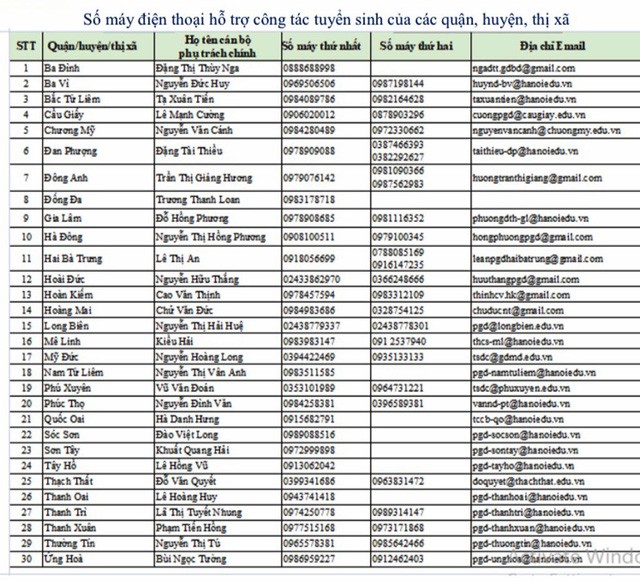 Số máy điện thoại hỗ trợ công tác tuyển sinh của các quận, huyện, thị xã
STT Quận/huyện/thị xã Họ tên cán bộ phụ trách chính Số máy thứ nhất Số máy thứ hai Địa chỉ Email
1 Ba Đình Đặng Thị Thùy Nga 0888688998 ngadtt.gdbd@gmail.com
2 Ba Vì Nguyễn Đức Huy 0969506506 0987198144 huynd-bv@hanoiedu.vn
3 Bắc Từ Liêm Tạ Xuân Tiến 0984089786 0982164628 taxuantien@hanoiedu.vn
4 Cầu Giấy Lê Mạnh Cường 0906020012 0878903296 cuongpgd@caugiay.edu.vn
5 Chương Mỹ Nguyễn Văn Cảnh 0984280489 0972330662 nguyenvancanh@chuongmy.edu.vn
6 Đan Phượng Đặng Tài Thiều 0978909088 0387466393 0382292627 taithieu-dp@hanoiedu.vn
7 Đông Anh Trần Thị Giáng Hương 0979076142 0981090366 0987562983 huongtranthigiang@gmail.com
8 Đống Đa Trương Thanh Loan 0983178718
9 Gia Lâm Đỗ Hồng Phương 0978908685 0981116352 phuongdth-gl@hanoiedu.vn
10 Hà Đông Nguyễn Thị Hồng Phương 0908100511 0979100345 hongphuongpgd@gmail.com
11 Hai Bà Trưng Lê Thị An 0918056699 0788085169 0916147235 leanpgdhaibatrung@gmail.com
12 Hoài Đức Nguyễn Hữu Thắng 02433862970 0366248666 huuthangpgd@gmail.com
13 Hoàn Kiếm Cao Văn Thịnh 0978457594 0983312109 thinhcv.hk@gmail.com
14 Hoàng Mai Chử Văn Đức 0984983686 0328754125 chuducnt@gmail.com
15 Long Biên Nguyễn Thị Hải Huệ 02438779337 02438778301 pgd@longbien.edu.vn
16 Mê Linh Kiều Hải 0983983147 091 2537940 thcs-ml@hanoiedu.vn
17 Mỹ Đức Nguyễn Hoàng Long 0394422469 0935133133 tsdc@gdmd.edu.vn
18 Nam Từ Liêm Nguyễn Thị Vân Anh 0983511585 pgd-namtuliem@hanoiedu.vn
19 Phú Xuyên Vũ Văn Đoàn 0353101989 0964731221 tsdc@phuxuyen.edu.vn
20 Phúc Thọ Nguyễn Đình Văn 0984258381 0396589381 vannd-pt@hanoiedu.vn
21 Quốc Oai Hà Danh Hưng 0915682791 tccb-qo@hanoiedu.vn
22 Sóc Sơn Đào Việt Long 0989088516 pgd-socson@hanoiedu.vn
23 Sơn Tây Khuất Quang Hải 0972999898 pgd-sontay@hanoiedu.vn
24 Tây Hồ Lê Hồng Vũ 0913062042 pgd-tayho@hanoiedu.vn
25 Thạch Thất Đỗ Văn Quyết 0399341686 0963831472 doquyet@thachthat.edu.vn
26 Thanh Oai Lê Hoàng Huy 0943741418 pgd-thanhoai@hanoiedu.vn
27 Thanh Trì Lã Thị Tuyết Nhung 0974250778 0989314147 pgd-thanhtri@hanoiedu.vn
28 Thanh Xuân Phạm Tiến Hồng 0977515168 0973171868 pgd-thanhxuan@hanoiedu.vn
29 Thường Tín Nguyễn Thị Tú 0965578381 0985642466 pgd-thuongtin@hanoiedu.vn
30 Ứng Hoà Bùi Ngọc Tường 0986959227 0912462403 pgd-unghoa@hanoiedu.vn